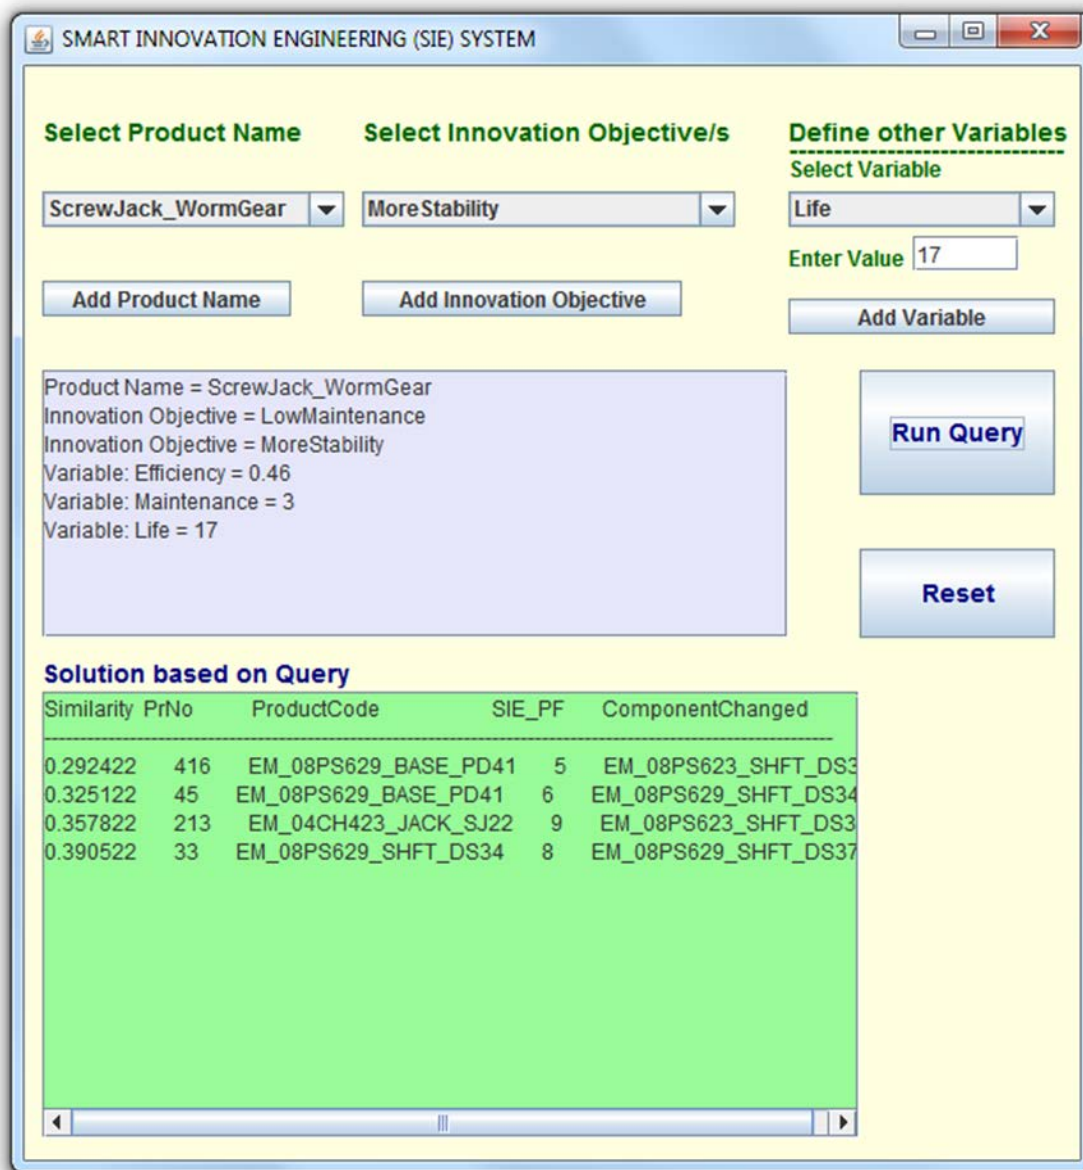 SMART INNOVATION ENGINEERING (SIE) SYSTEM
Select Product Name Select Innovation Objective/s Define other Variables
Select Variable
ScrewJack_WormGear MoreStability Life
Enter Value 17
Add Product Name Add Innovation Objective Add Variable
Product Name = ScrewJack_WormGear
Innovation Objective = LowMaintenance
Innovation Objective = MoreStability
Variable: Efficiency = 0.46
Variable: Maintenance = 3
Variable: Life = 17
Run Query
Reset
Solution based on Query
Similarity PrNo ProductCode SIE_PF ComponentChanged
0.292422 416 EM_08PS629_BASE_PD41 5 EM_08PS623_SHFT_DS3
0.325122 45 EM_08PS629_BASE_PD41 6 EM_08PS629_SHFT_DS34
0.357822 213 EM_04CH423_JACK_SJ22 9 EM_08PS623_SHFT_DS3
0.390522 33 EM_08PS629_SHFT_DS34 8 EM_08PS629_SHFT_DS37